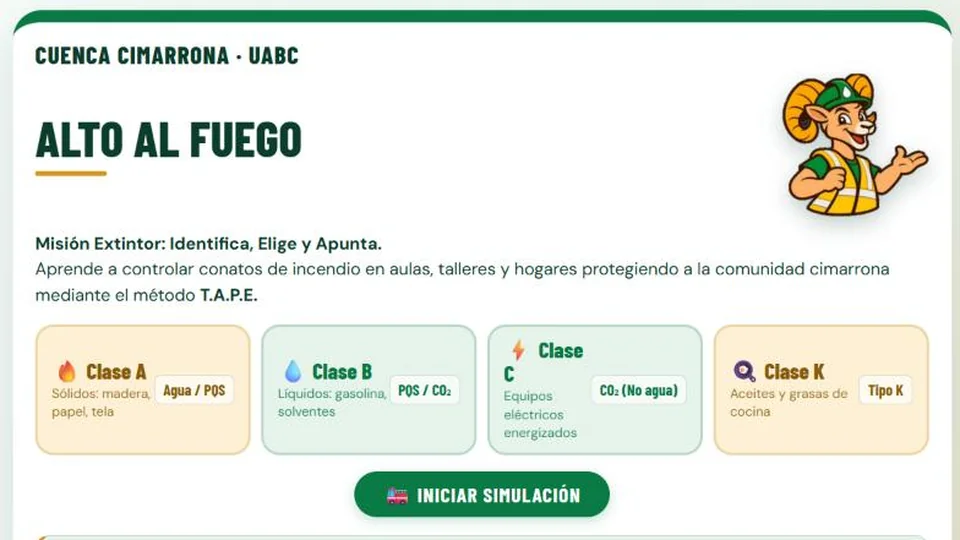 CUENCA CIMARRONA · UABC
ALTO AL FUEGO
Misión Extintor: Identifica, Elige y Apunta.
Aprende a controlar conatos de incendio en aulas, talleres y hogares protegiendo a la comunidad cimarrona
mediante el método T.A.P.E.
Clase A
Sólidos: madera,
papel, tela
Agua / PQS
Clase B
Líquidos: gasolina,
solventes
PQS / CO₂
Clase
C
Equipos
eléctricos
energizados
CO₂ (No agua)
Clase K
Aceites y grasas de
cocina
Tipo K
INICIAR SIMULACIÓN